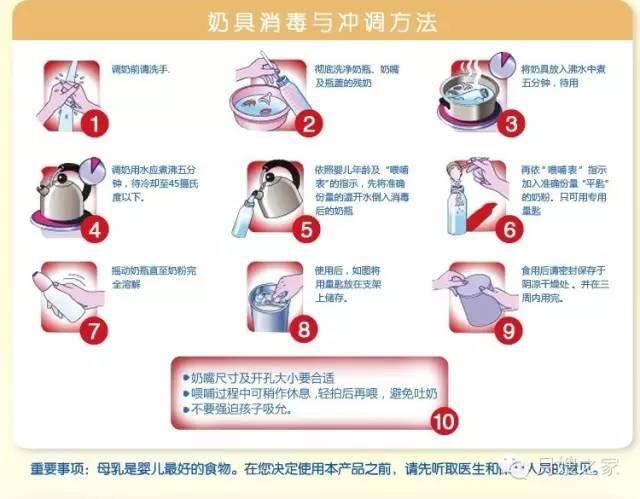 奶具消毒与冲调方法
调奶前请洗手.
1
彻底洗净奶瓶、奶嘴
及瓶盖的残奶
2
将奶具放入沸水中煮
五分钟，待用
3
调奶用水应煮沸五分
钟，待冷却至45摄氏
度以下。
4
依照婴儿年龄及“喂哺
表”的指示，先将准确
份量的温开水倒入消毒
后的奶瓶
5
再依“喂哺表”指示
加入准确份量“平匙”
的奶粉。只可用专用
量匙
6
摇动奶瓶直至奶粉完
全溶解
7
使用后，如图将
用量匙放在支架
上储存。
8
食用后请密封保存于
阴凉干燥处。并在三
周内用完。
9
●奶嘴尺寸及开孔大小要合适
●喂哺过程中可稍作休息,轻拍后再喂，避免吐奶
●不要强迫孩子吸允。
10
重要事项：母乳是婴儿最好的食物。在您决定使用本产品之前，请先听取医生和保健人员的意见。